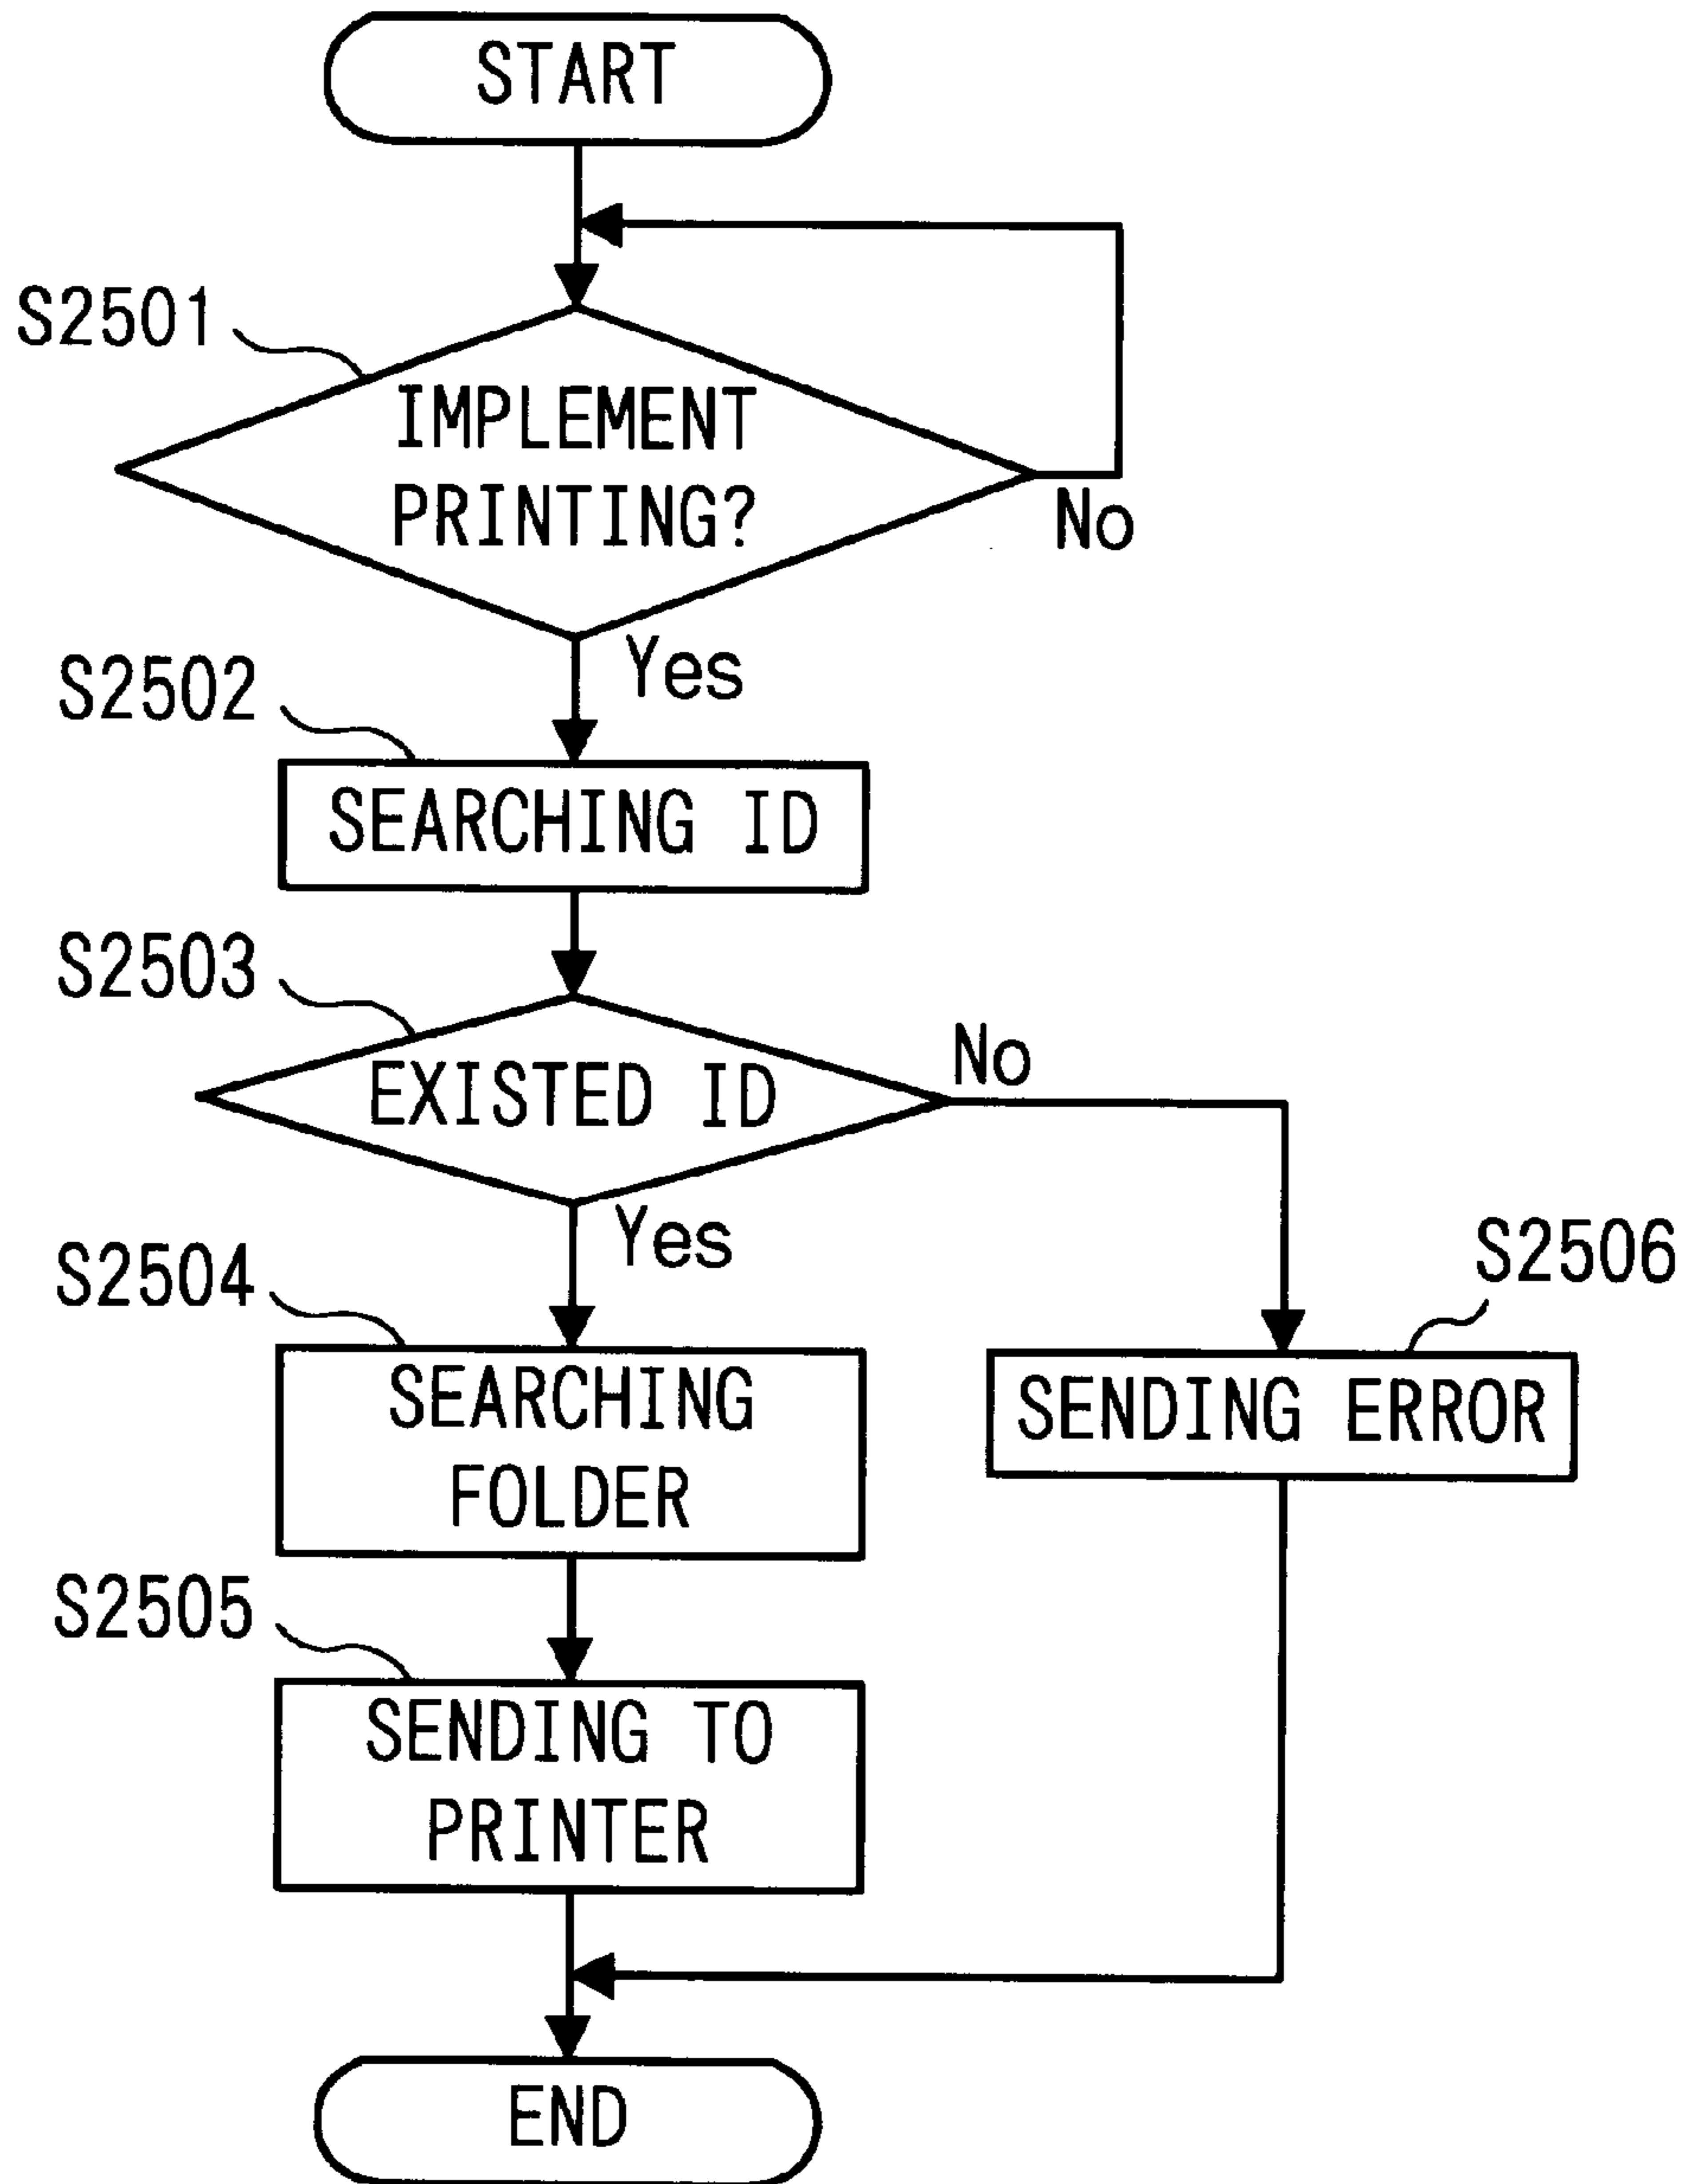 START
S2501
IMPLEMENT
PRINTING?
No
Yes
S2502
SEARCHING ID
S2503
EXISTED ID
No
Yes
S2504
S2506
SEARCHING
FOLDER
SENDING ERROR
S2505
SENDING TO
PRINTER
END